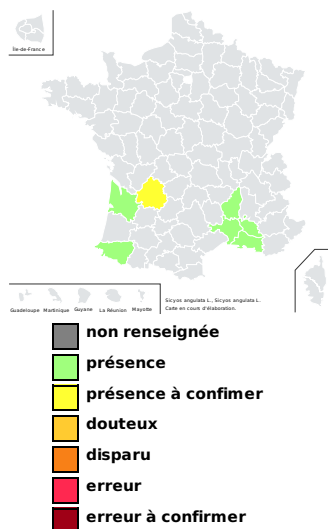 Île-de-France
Guadeloupe Martinique Guyane La Réunion Mayotte
Sicyos angulata L., Sicyos angulata L.
Carte en cours d'élaboration.
non renseignée
présence
présence à confimer
douteux
disparu
erreur
erreur à confirmer